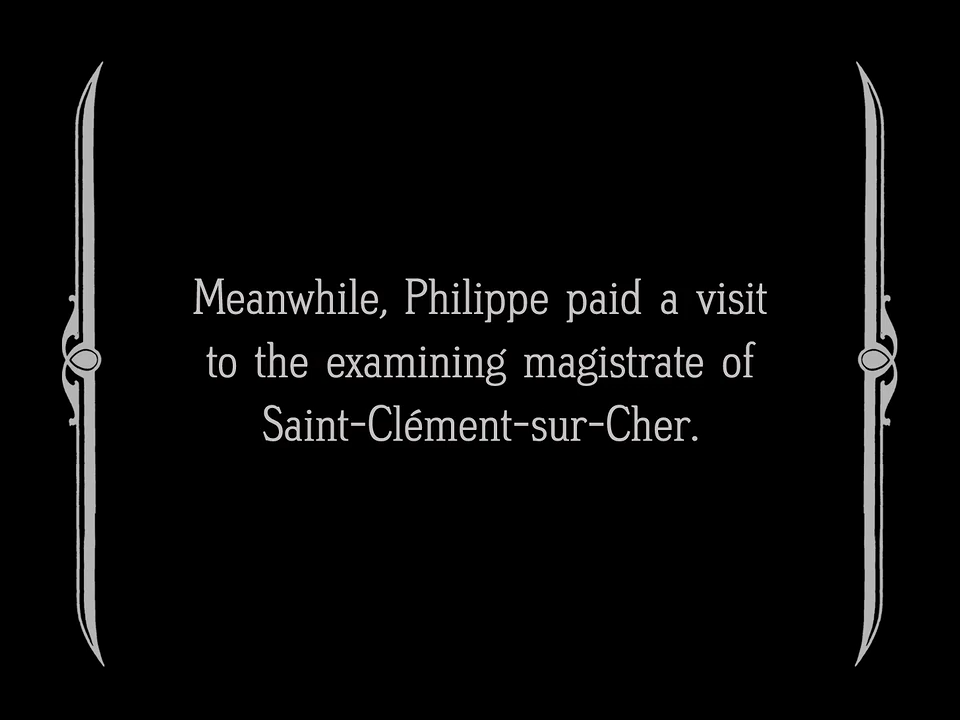 Meanwhile, Philippe paid a visit
to the examining magistrate of
Saint-Clément-sur-Cher.